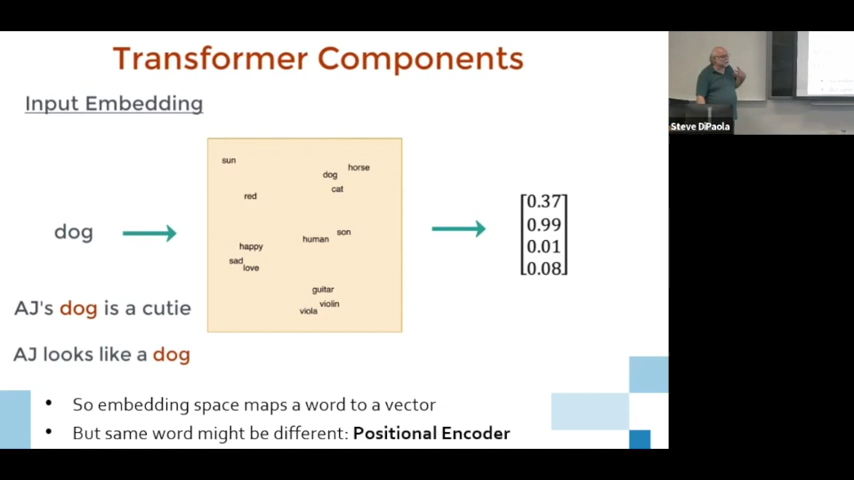 Transformer Components
Input Embedding
sun
horse
dog
cat
red
dog
happy
sad
love
human
son
guitar
violin
viola
[0.37]
0.99
0.01
[0.08]
AJ's dog is a cutie
AJ looks like a dog
• So embedding space maps a word to a vector
• But same word might be different: Positional Encoder
Steve DiPaola